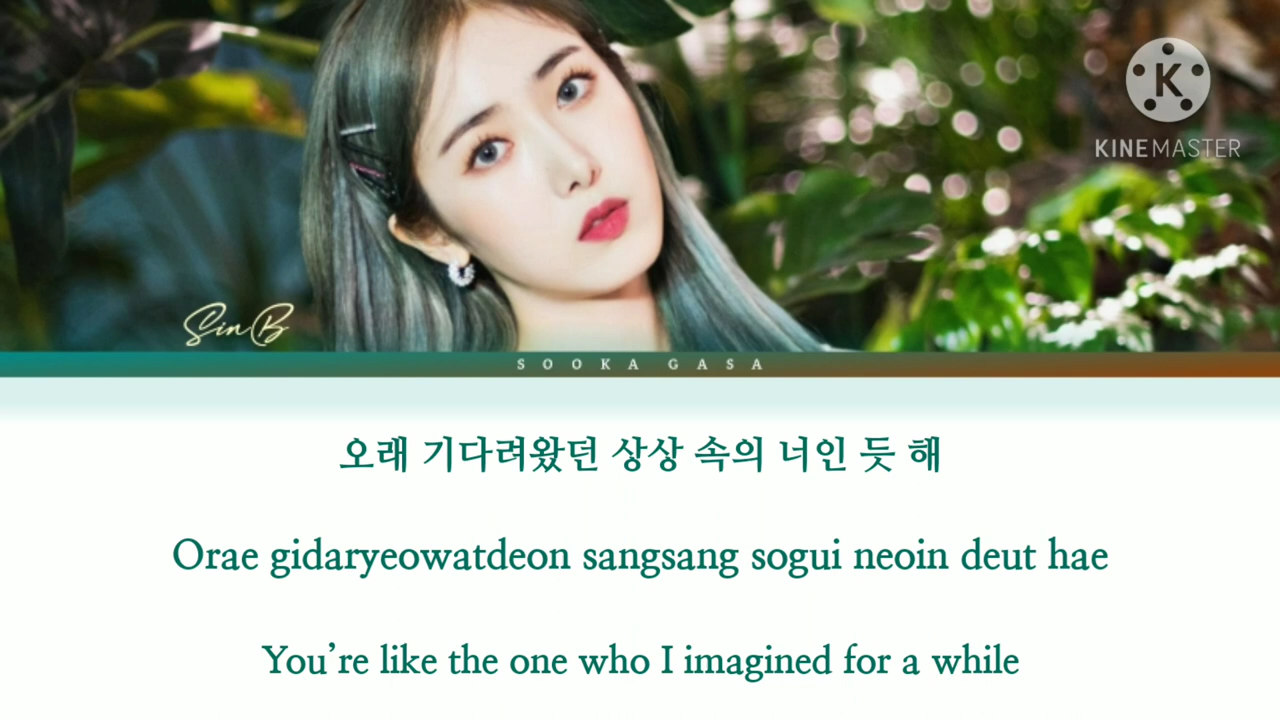 K
KINEMASTER
SinB
SOOKA GASA
오래 기다려왔던 상상 속의 너인 듯 해
Orae gidaryeowatdeon sangsang sogui neoin deut hae
You’re like the one who I imagined for a while